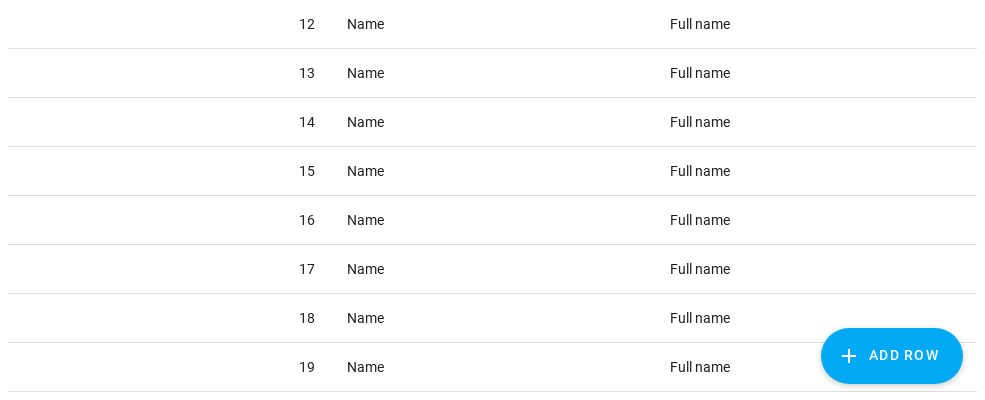 12 Name Full name
13 Name Full name
14 Name Full name
15 Name Full name
16 Name Full name
17 Name Full name
18 Name Full name
19 Name Full name
ADD ROW